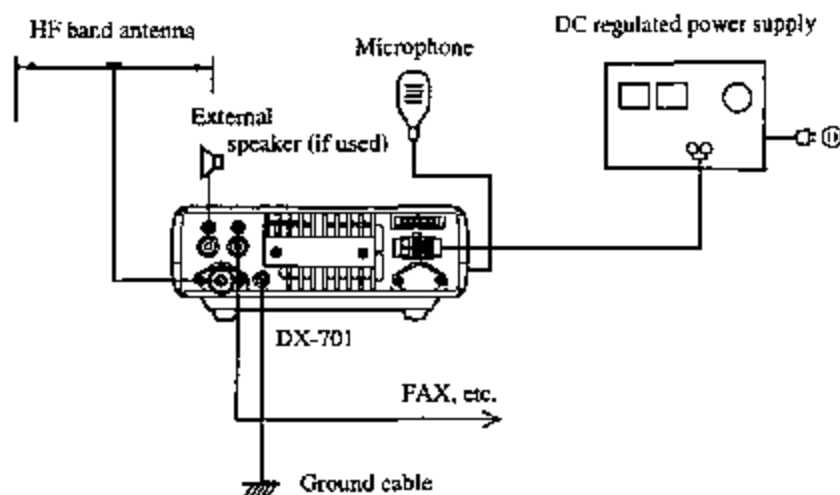 HF band antenna
Microphone
DC regulated power supply
External
speaker (if used)
DX-701
FAX, etc.
Ground cable